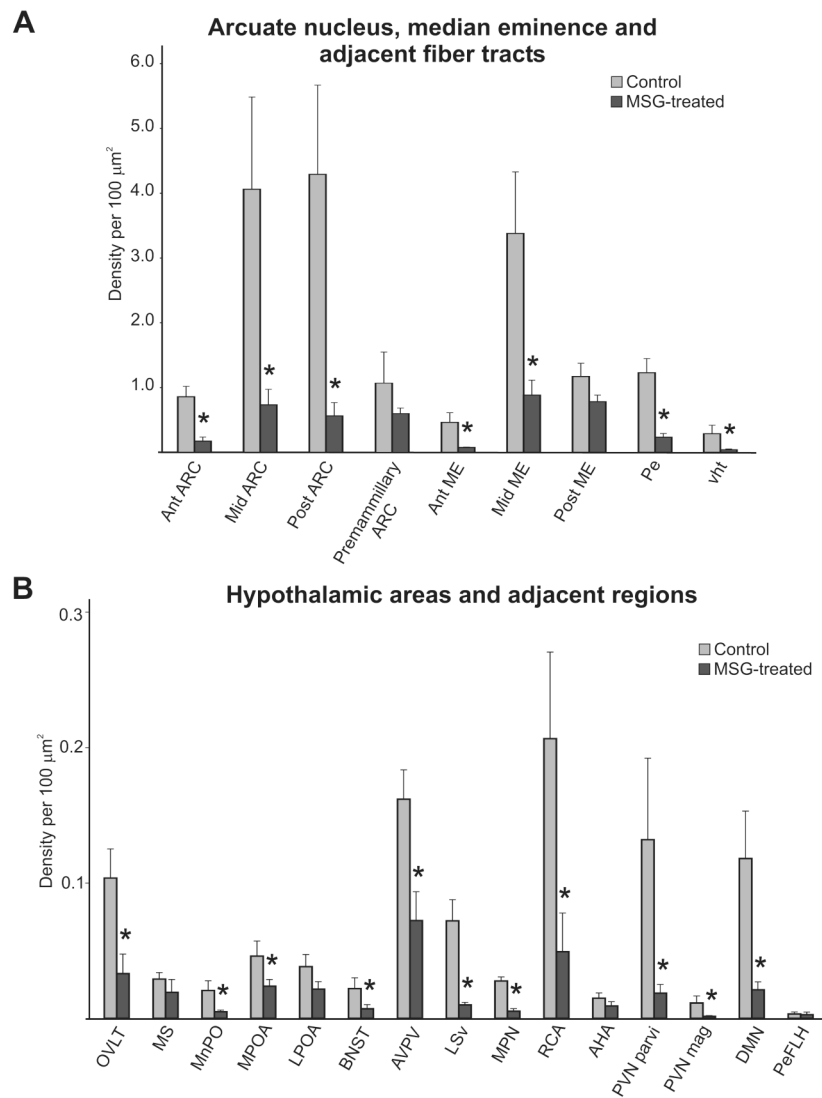 A
Arcuate nucleus, median eminence and
adjacent fiber tracts
Control
MSG-treated
Density per 100 μm²
6.0
5.0
4.0
3.0
2.0
1.0
*
*
*
*
*
*
*
Ant ARC
Mid ARC
Post ARC
Premammillary
ARC
Ant ME
Mid ME
Post ME
Pe
vht
B
Hypothalamic areas and adjacent regions
Control
MSG-treated
Density per 100 μm²
0.3
0.2
0.1
*
*
*
*
*
*
*
*
*
*
*
OVLT
MS
MnPO
MPOA
LPOA
BNST
AVPV
LSv
MPN
RCA
AHA
PVN parvi
PVN mag
DMN
PeFLH